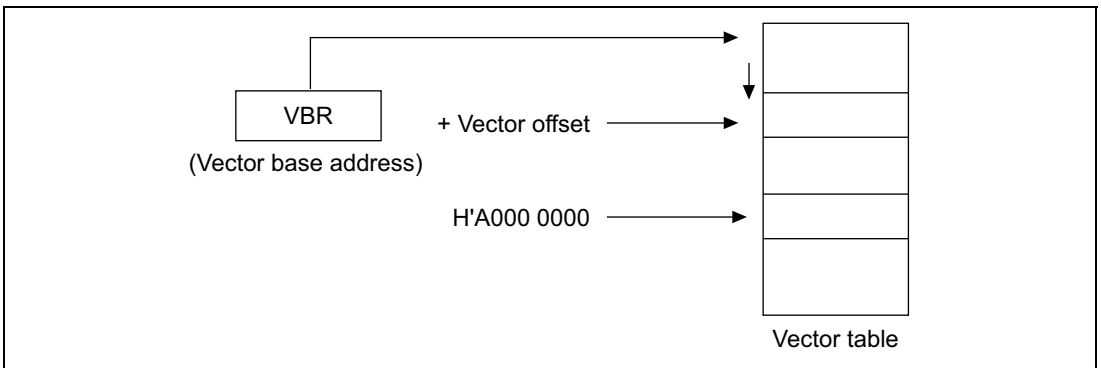 VBR
(Vector base address)
+ Vector offset
H'A000 0000
Vector table